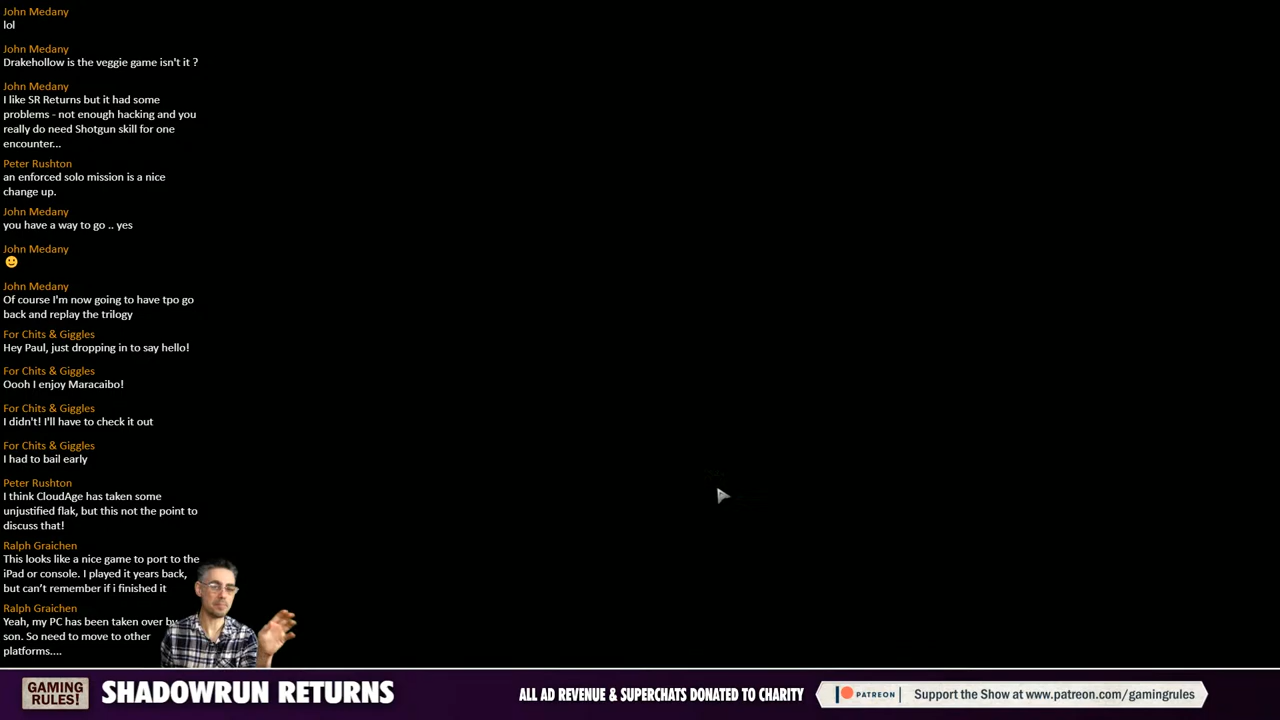 John Medany
lol
John Medany
Drakehollow is the veggie game isn't it ?
John Medany
I like SR Returns but it had some
problems - not enough hacking and you
really do need Shotgun skill for one
encounter...
Peter Rushton
an enforced solo mission is a nice
change up.
John Medany
you have a way to go .. yes
John Medany
John Medany
Of course I'm now going to have tpo go
back and replay the trilogy
For Chits & Giggles
Hey Paul, just dropping in to say hello!
For Chits & Giggles
Oooh I enjoy Maracaibo!
For Chits & Giggles
I didn't! I'll have to check it out
For Chits & Giggles
I had to bail early
Peter Rushton
I think CloudAge has taken some
unjustified flak, but this not the point to
discuss that!
Ralph Graichen
This looks like a nice game to port to the
iPad or console. I played it years back,
but can't remember if i finished it
Ralph Graichen
Yeah, my PC has been taken over by
son. So need to move to other
platforms....
GAMING
RULES!
SHADOWRUN RETURNS
ALL AD REVENUE & SUPERCHATS DONATED TO CHARITY
PATREON
Support the Show at www.patreon.com/gamingrules